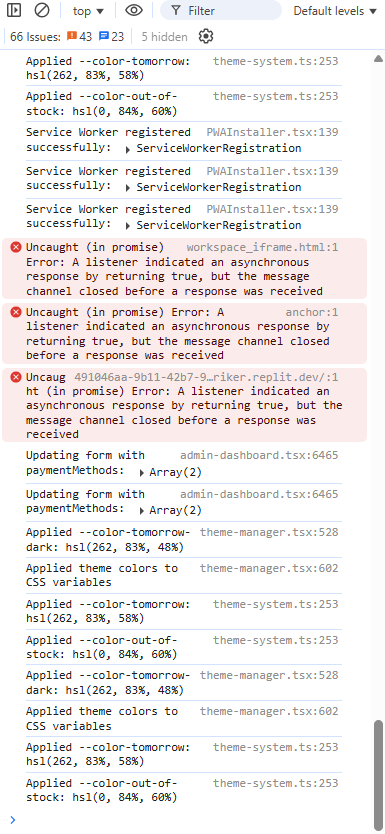 top Filter Default levels
66 Issues: 43 23 5 hidden
Applied --color-tomorrow: theme-system.ts:253
hsl(262, 83%, 58%)
Applied --color-out-of- theme-system.ts:253
stock: hsl(0, 84%, 60%)
Service Worker registered PWAInstaller.tsx:139
successfully: ServiceWorkerRegistration
Service Worker registered PWAInstaller.tsx:139
successfully: ServiceWorkerRegistration
Service Worker registered PWAInstaller.tsx:139
successfully: ServiceWorkerRegistration
Uncaught (in promise) workspace_iframe.html:1
Error: A listener indicated an asynchronous
response by returning true, but the message
channel closed before a response was received
Uncaught (in promise) Error: A anchor:1
listener indicated an asynchronous response by
returning true, but the message channel closed
before a response was received
Uncaug 491046aa-9b11-42b7-9…riker.replit.dev/:1
ht (in promise) Error: A listener indicated an
asynchronous response by returning true, but the
message channel closed before a response was
received
Updating form with admin-dashboard.tsx:6465
paymentMethods: Array(2)
Updating form with admin-dashboard.tsx:6465
paymentMethods: Array(2)
Applied --color-tomorrow- theme-manager.tsx:528
dark: hsl(262, 83%, 48%)
Applied theme colors to theme-manager.tsx:602
CSS variables
Applied --color-tomorrow: theme-system.ts:253
hsl(262, 83%, 58%)
Applied --color-out-of- theme-system.ts:253
stock: hsl(0, 84%, 60%)
Applied --color-tomorrow- theme-manager.tsx:528
dark: hsl(262, 83%, 48%)
Applied theme colors to theme-manager.tsx:602
CSS variables
Applied --color-tomorrow: theme-system.ts:253
hsl(262, 83%, 58%)
Applied --color-out-of- theme-system.ts:253
stock: hsl(0, 84%, 60%)